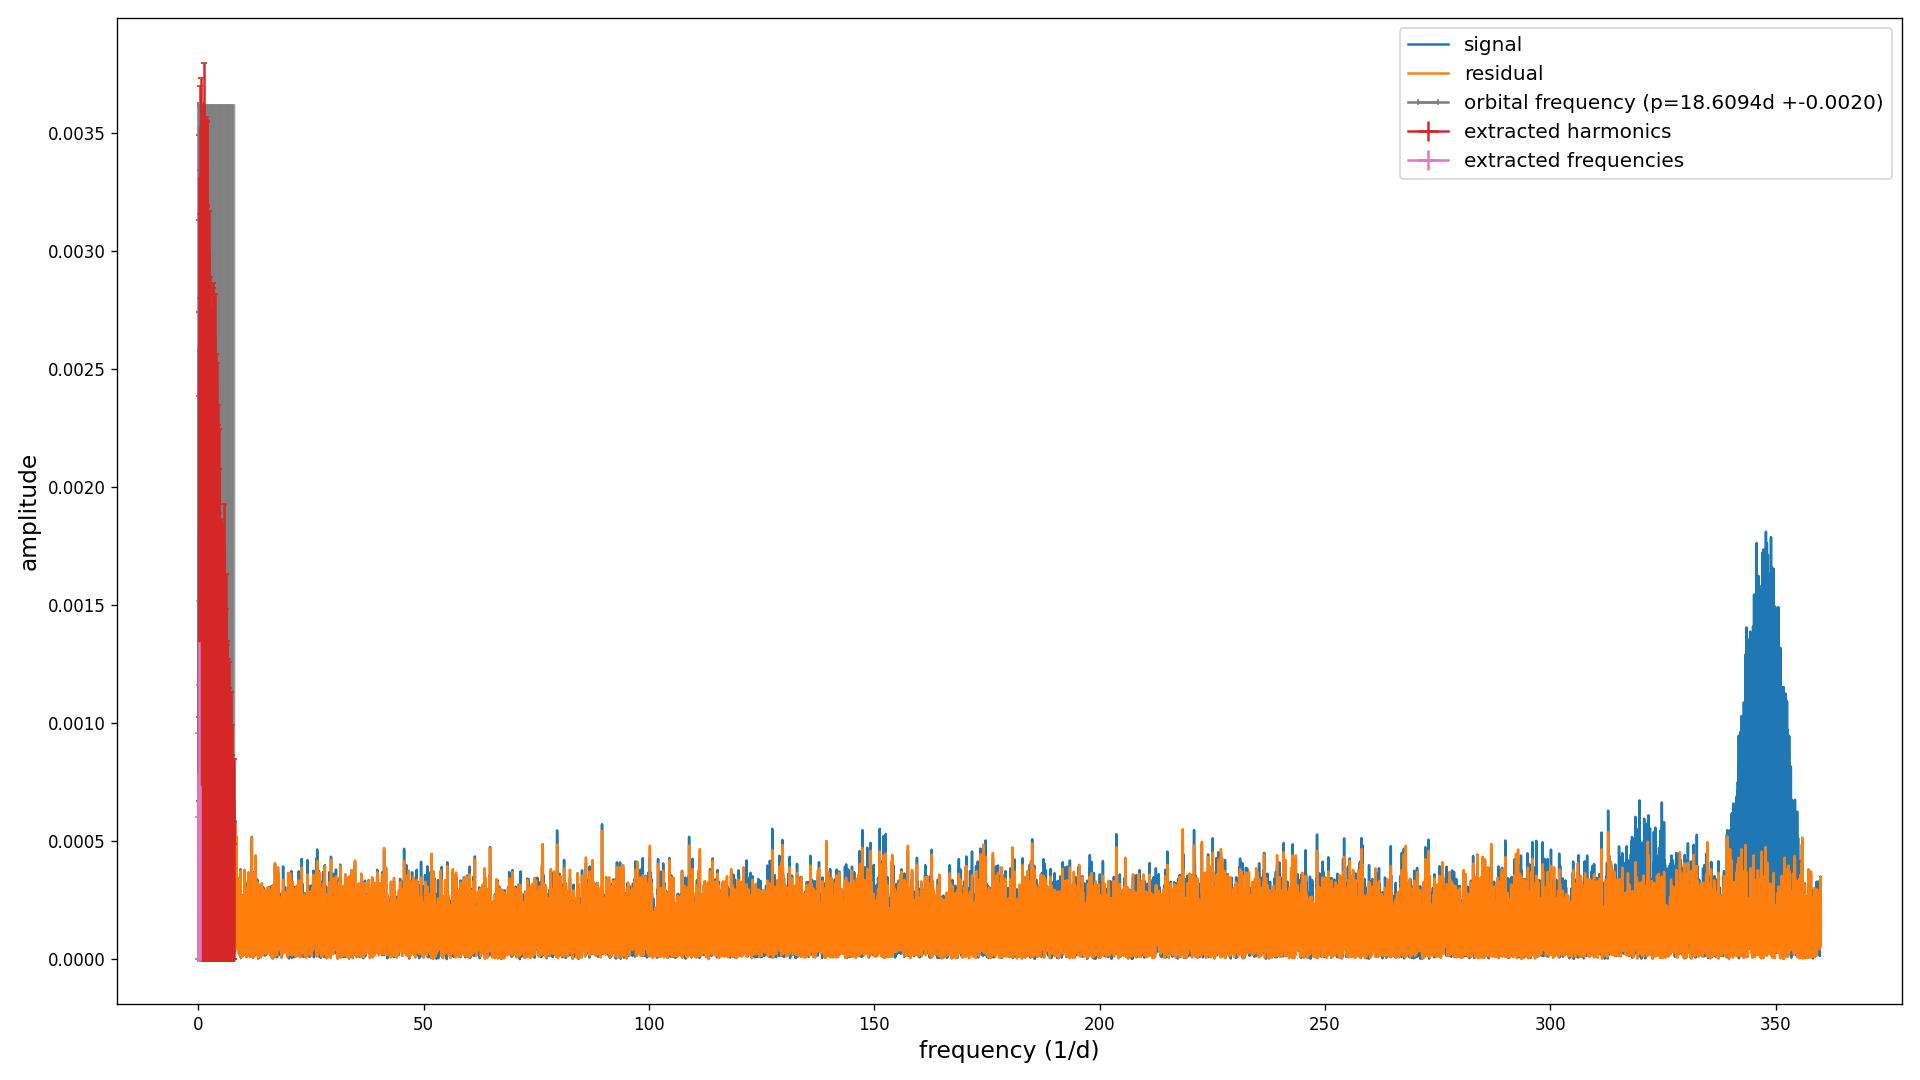 signal
residual
orbital frequency (p=18.6094d +-0.0020)
extracted harmonics
extracted frequencies
0.0035
0.0030
0.0025
0.0020
0.0015
0.0010
0.0005
0.0000
amplitude
0 50 100 150 200 250 300 350
frequency (1/d)